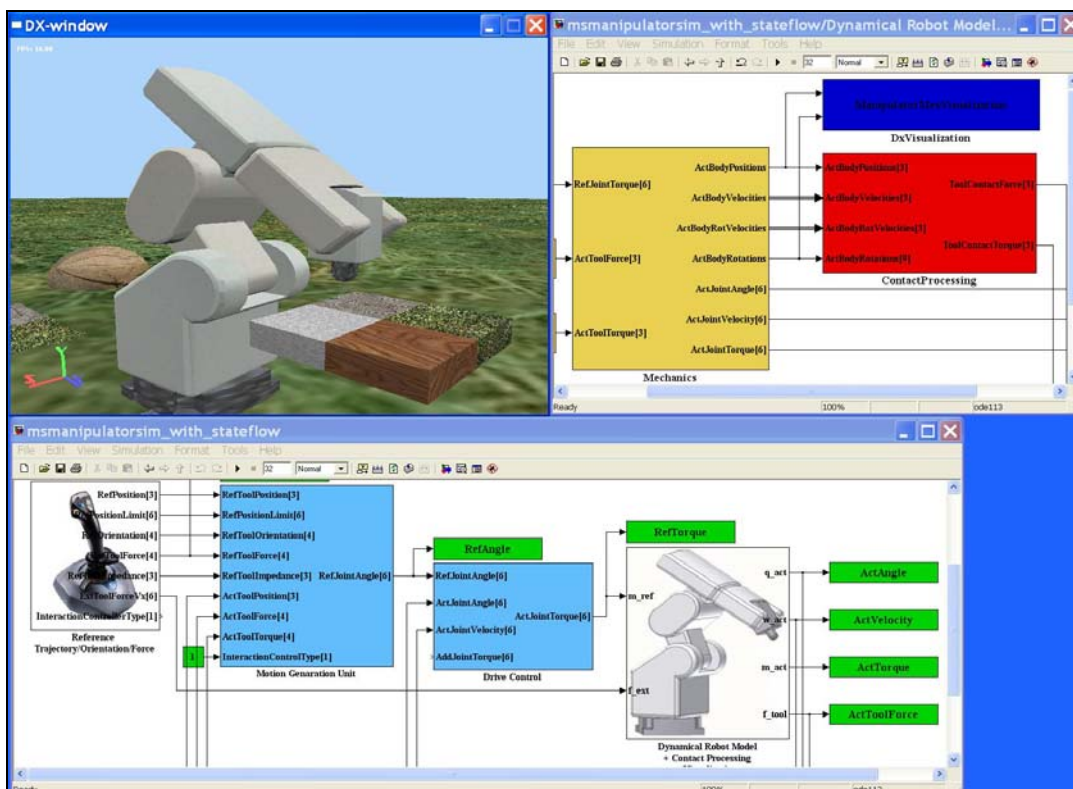 DX-window
msmanipulatorsim_with_stateflow/Dynamical Robot Model...
File Edit View Simulation Format Tools Help
32 Normal
DxVisualization
RefJointTorque[6]
ActToolForce[3]
ActToolTorque[3]
ActBodyPositions
ActBodyVelocities
ActBodyRotVelocities
ActBodyRotations
ActJointAngle[6]
ActJointVelocity[6]
ActJointTorque[6]
Mechanics
ActBodyPositions[3]
ActBodyVelocities[3]
ActBodyRotVelocities[3]
ActBodyRotations[9]
ToolContactForce[3]
ToolContactTorque[3]
ContactProcessing
Ready 100% ode113
msmanipulatorsim_with_stateflow
File Edit View Simulation Format Tools Help
32 Normal
RefPosition[3]
RefPositionLimit[6]
InteractionControllerType[1]
Reference
Trajectory/Orientation/Force
RefToolPosition[3]
RefPositionLimit[6]
RefToolOrientation[4]
RefToolForce[4]
RefToolImpedance[3]
ActToolPosition[3]
ActToolForce[4]
ActToolTorque[4]
InteractionControlType[1]
RefJointAngle[6]
Motion Genaration Unit
1
RefAngle
RefJointAngle[6]
ActJointAngle[6]
ActJointVelocity[6]
AddJointTorque[6]
ActJointTorque[6]
Drive Control
RefTorque
m_ref
f_ext
q_act
w_act
m_act
f_tool
Dynamical Robot Model
+ Contact Processing
ActAngle
ActVelocity
ActTorque
ActToolForce